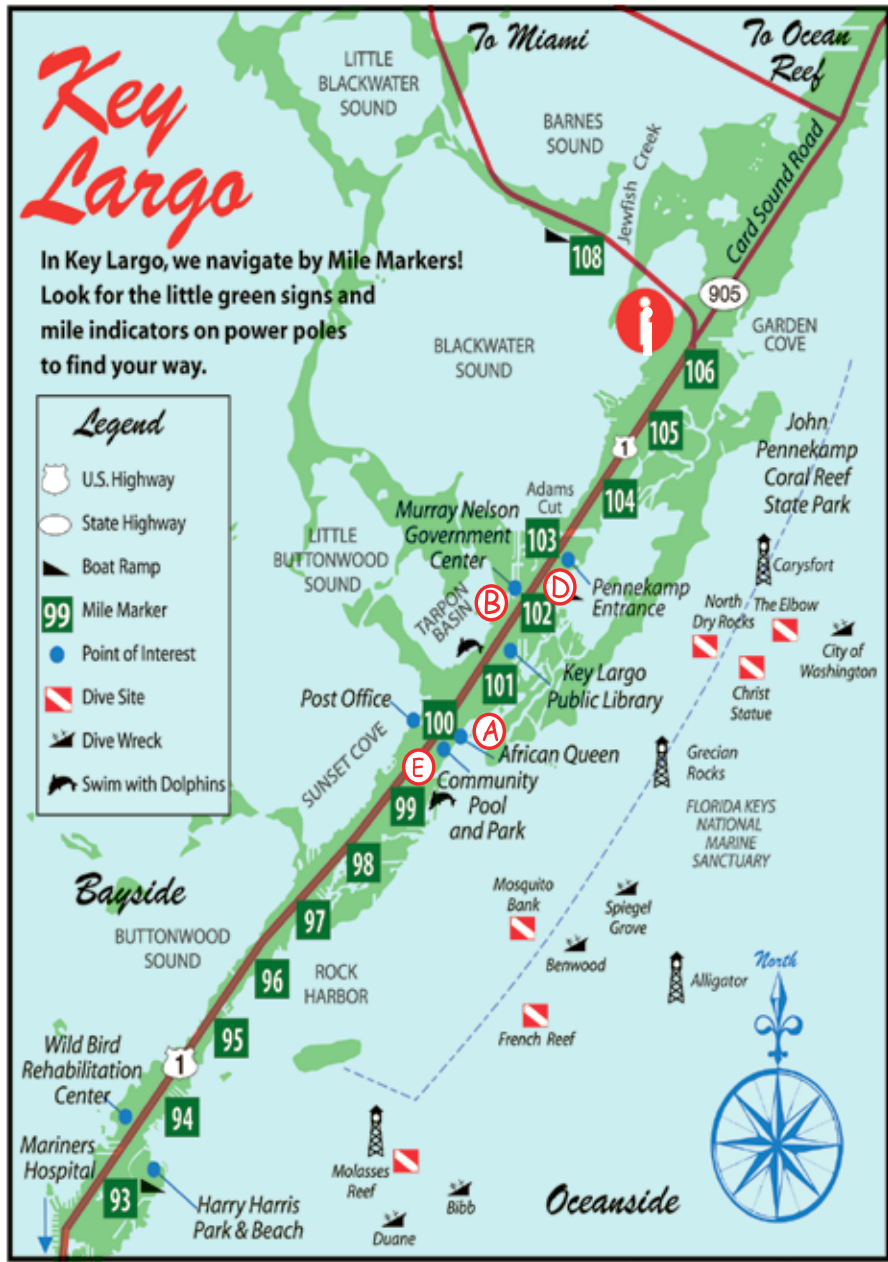 To Miami
To Ocean
Reef
Key
Largo
LITTLE
BLACKWATER
SOUND
BARNES
SOUND
Jewfish Creek
Card Sound Road
108
In Key Largo, we navigate by Mile Markers!
Look for the little green signs and
mile indicators on power poles
to find your way.
905
BLACKWATER
SOUND
GARDEN
COVE
106
Legend
U.S. Highway
State Highway
Boat Ramp
99
Mile Marker
Point of Interest
Dive Site
Dive Wreck
Swim with Dolphins
105
1
104
John
Pennekamp
Coral Reef
State Park
Adams
Cut
103
Murray Nelson
Government
Center
LITTLE
BUTTONWOOD
SOUND
TARPON
BASIN
B
D
102
Pennekamp
Entrance
Carysfort
North
Dry Rocks
The Elbow
City of
Washington
Christ
Statue
Key Largo
Public Library
101
Post Office
100
A
African Queen
SUNSET COVE
E
Community
Pool
and Park
99
Grecian
Rocks
FLORIDA KEYS
NATIONAL
MARINE
SANCTUARY
98
Bayside
97
Mosquito
Bank
Spiegel
Grove
Benwood
BUTTONWOOD
SOUND
96
ROCK
HARBOR
Alligator
North
95
French Reef
1
Wild Bird
Rehabilitation
Center
94
Mariners
Hospital
93
Harry Harris
Park & Beach
Molasses
Reef
Bibb
Duane
Oceanside